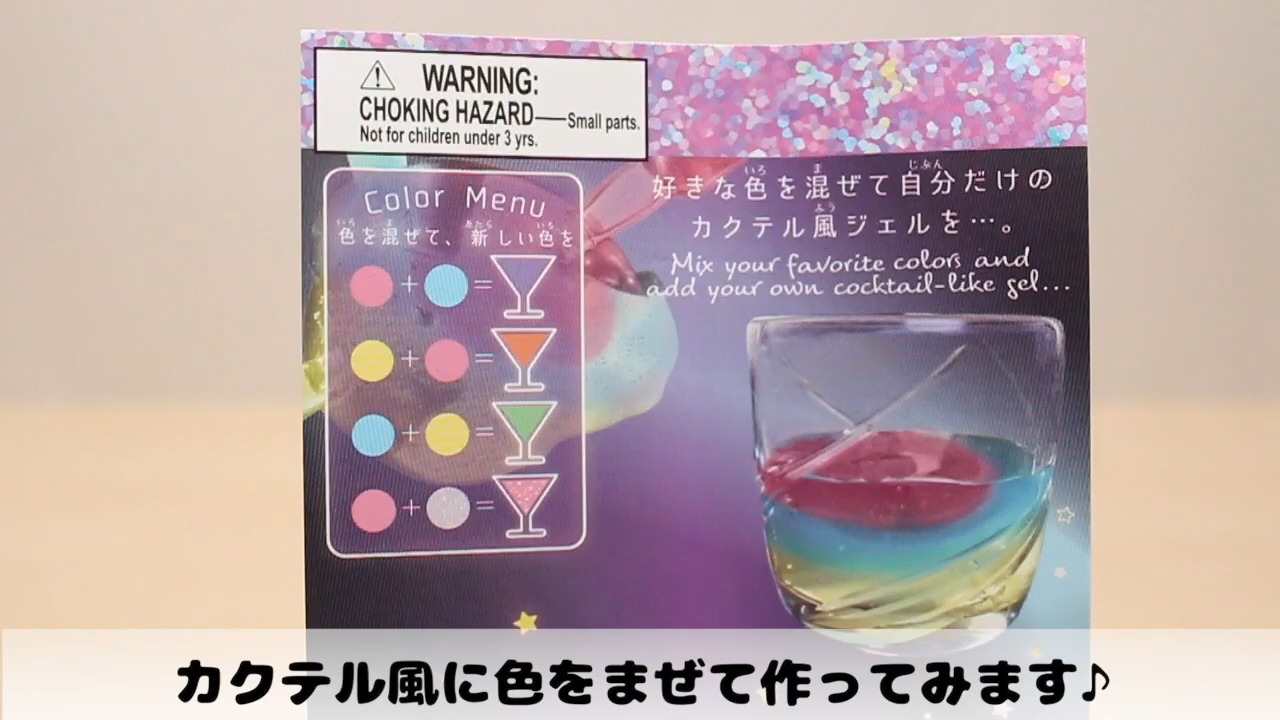 WARNING:
CHOKING HAZARD—Small parts.
Not for children under 3 yrs.
Color Menu
色を混ぜて、新しい色を
好きな色を混ぜて自分だけの
カクテル風ジェルを…。
Mix your favorite colors and
add your own cocktail-like gel...
カクテル風に色をまぜて作ってみます♪